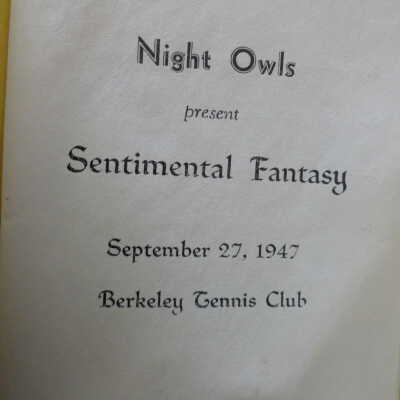 Night Owls
present
Sentimental Fantasy
September 27, 1947
Berkeley Tennis Club